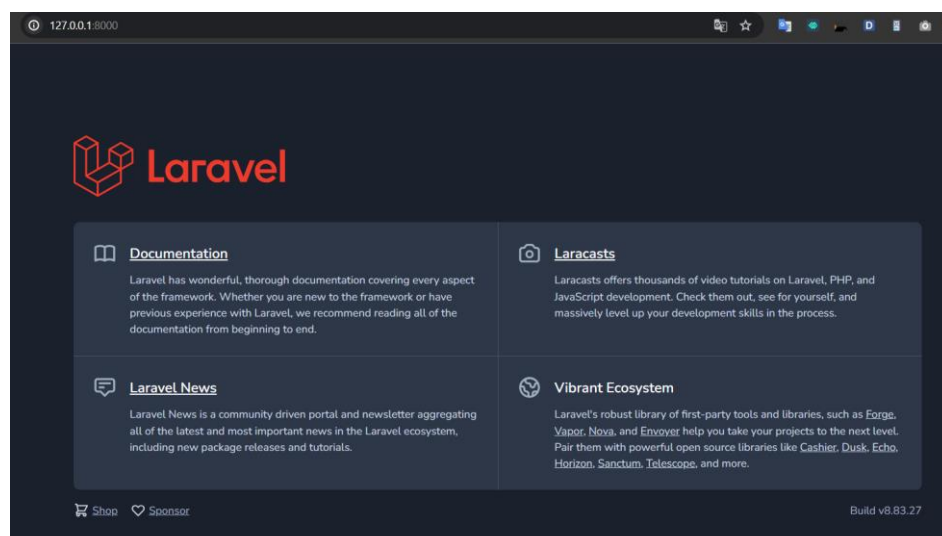 127.0.0.1:8000
D
Laravel
Documentation
Laravel has wonderful, thorough documentation covering every aspect
of the framework. Whether you are new to the framework or have
previous experience with Laravel, we recommend reading all of the
documentation from beginning to end.
Laracasts
Laracasts offers thousands of video tutorials on Laravel, PHP, and
JavaScript development. Check them out, see for yourself, and
massively level up your development skills in the process.
Laravel News
Laravel News is a community driven portal and newsletter aggregating
all of the latest and most important news in the Laravel ecosystem,
including new package releases and tutorials.
Vibrant Ecosystem
Laravel's robust library of first-party tools and libraries, such as Forge,
Vapor, Nova, and Envoyer help you take your projects to the next level.
Pair them with powerful open source libraries like Cashier, Dusk, Echo,
Horizon, Sanctum, Telescope, and more.
Shop Sponsor
Build v8.83.27